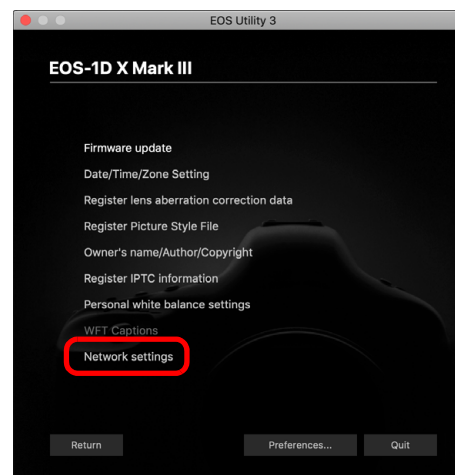 EOS Utility 3
EOS-1D X Mark III
Firmware update
Date/Time/Zone Setting
Register lens aberration correction data
Register Picture Style File
Owner's name/Author/Copyright
Register IPTC information
Personal white balance settings
WFT Captions
Network settings
Return Preferences... Quit